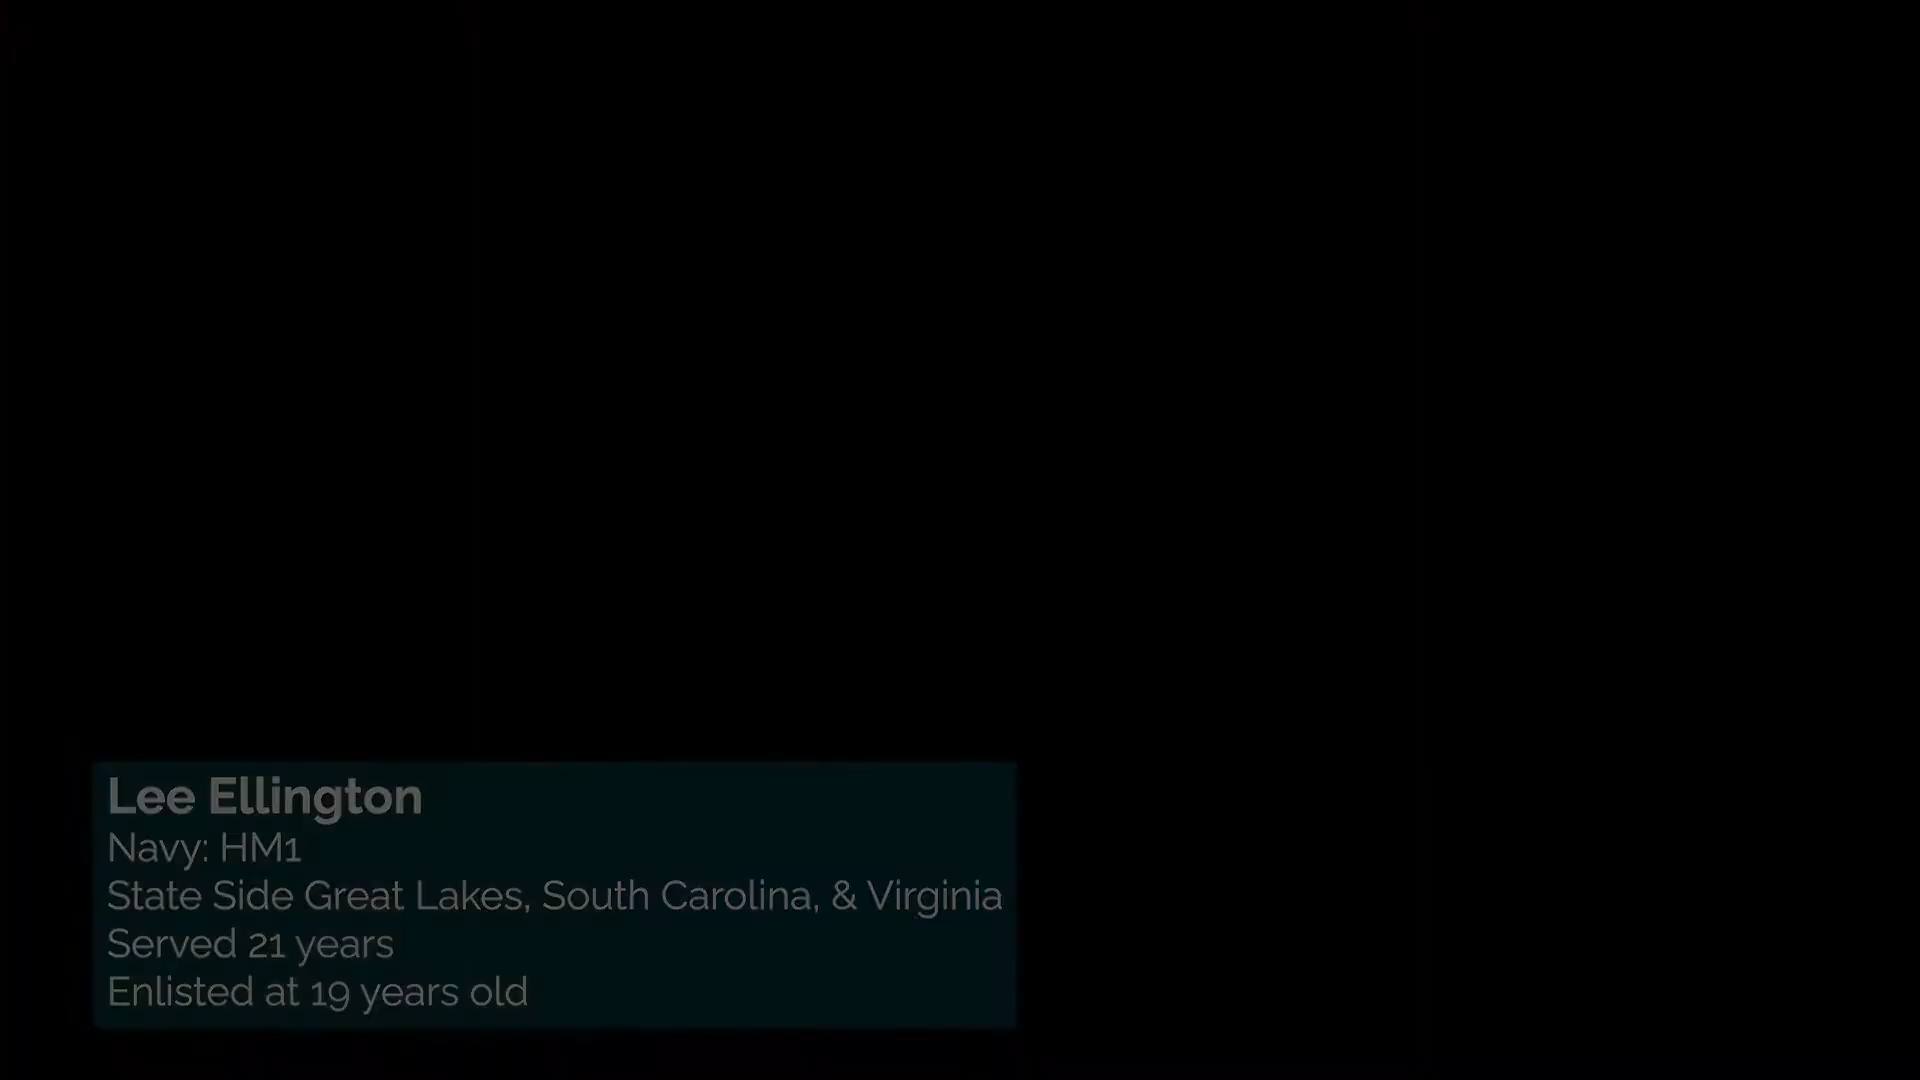 Lee Ellington
Navy: HM1
State Side Great Lakes, South Carolina, & Virginia
Served 21 years
Enlisted at 19 years old